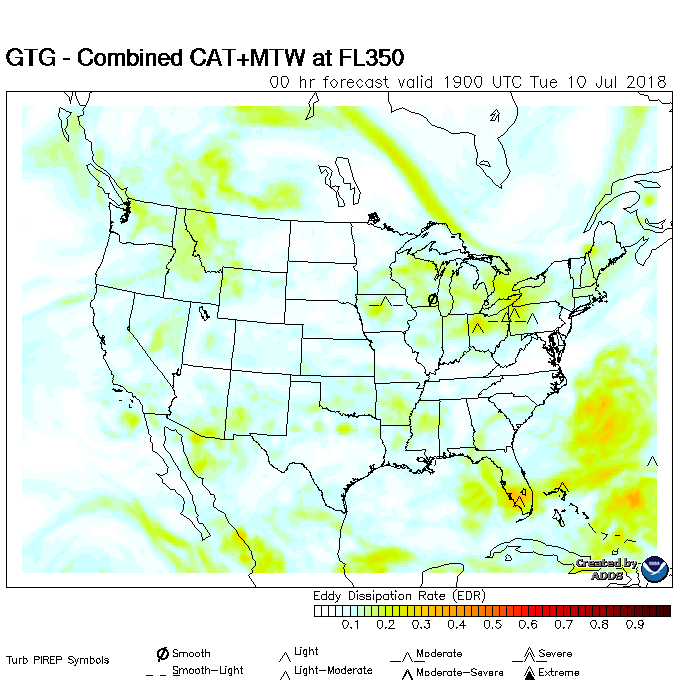 GTG - Combined CAT+MTW at FL350
00 hr forecast valid 1900 UTC Tue 10 Jul 2018
Created by
ADDS
Eddy Dissipation Rate (EDR)
0.1 0.2 0.3 0.4 0.5 0.6 0.7 0.8 0.9
Turb PIREP Symbols
Smooth Light Moderate Severe
Smooth-Light Light-Moderate Moderate-Severe Extreme